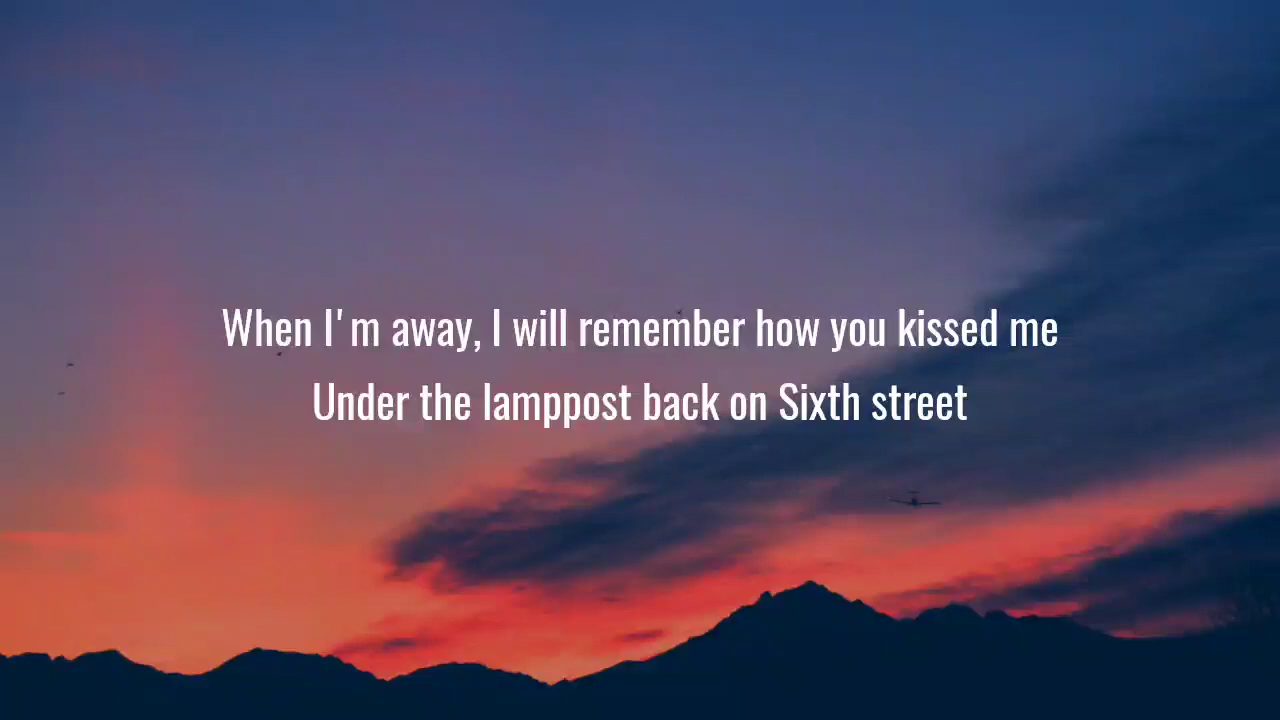 When I'm away, I will remember how you kissed me
Under the lamppost back on Sixth street